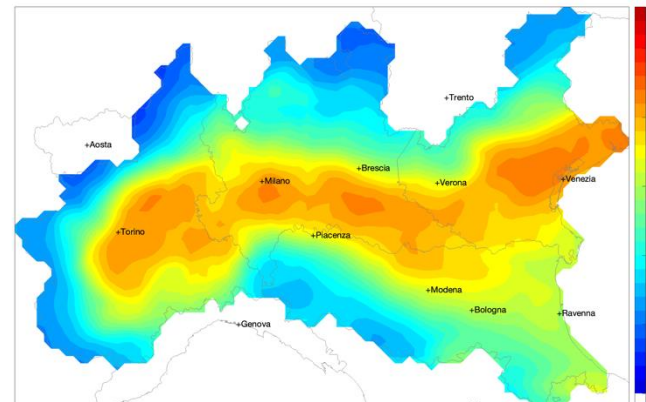 +Trento
+Aosta
+Brescia
+Milano
+Verona
+Venezia
+Torino
+Piacenza
+Modena
+Bologna
+Ravenna
+Genova